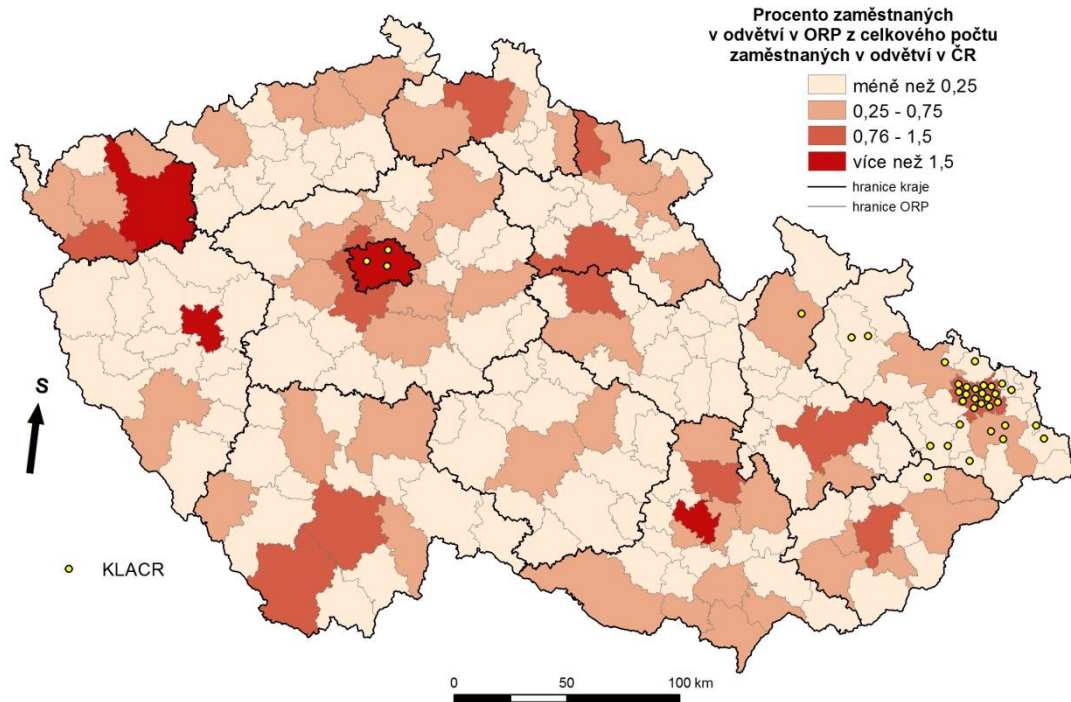 Procento zaměstnaných
v odvětví v ORP z celkového počtu
zaměstnaných v odvětví v ČR
méně než 0,25
0,25 - 0,75
0,76 - 1,5
více než 1,5
hranice kraje
hranice ORP
S
KLACR
0 50 100 km